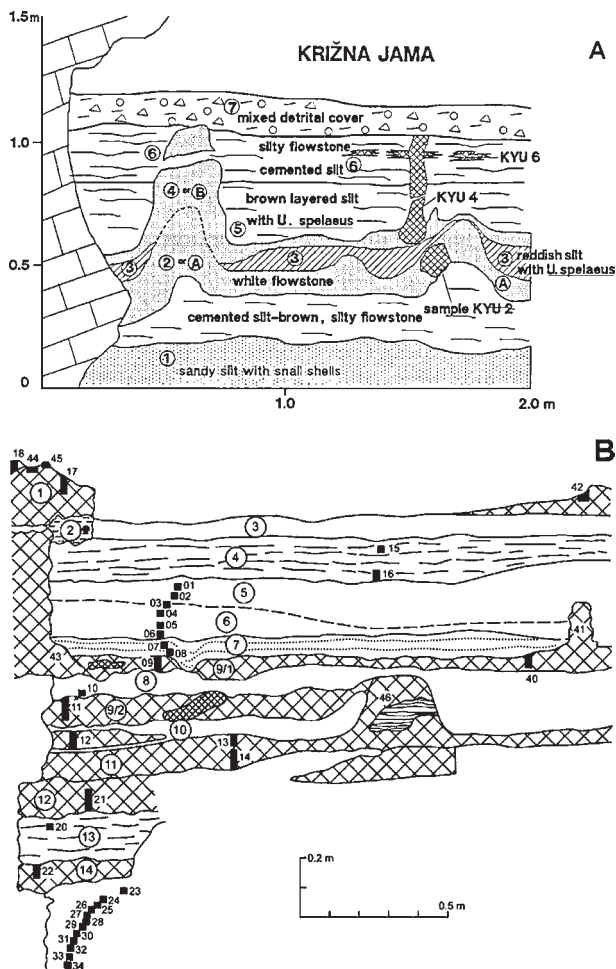 1.5m
KRIŽNA JAMA
A
7
mixed detrital cover
1.0
6
silty flowstone
6
KYU 6
cemented silt
4 or B
KYU 4
brown layered silt
5
with U. spelaeus
3
3
3
reddish silt
with U. spelaeus
0.5
2 or A
white flowstone
A
sample KYU 2
cemented silt-brown, silty flowstone
1
sandy silt with snail shells
0
1.0
2.0 m
B
18
44
45
17
42
1
2
3
15
4
16
01
5
02
03
04
05
6
06
41
07
7
08
43
09
9/1
40
8
10
46
11
9/2
10
12
13
11
14
12
21
20
13
22
14
0.2 m
0.5 m
23
24
26
25
27
28
29
30
31
32
33
34